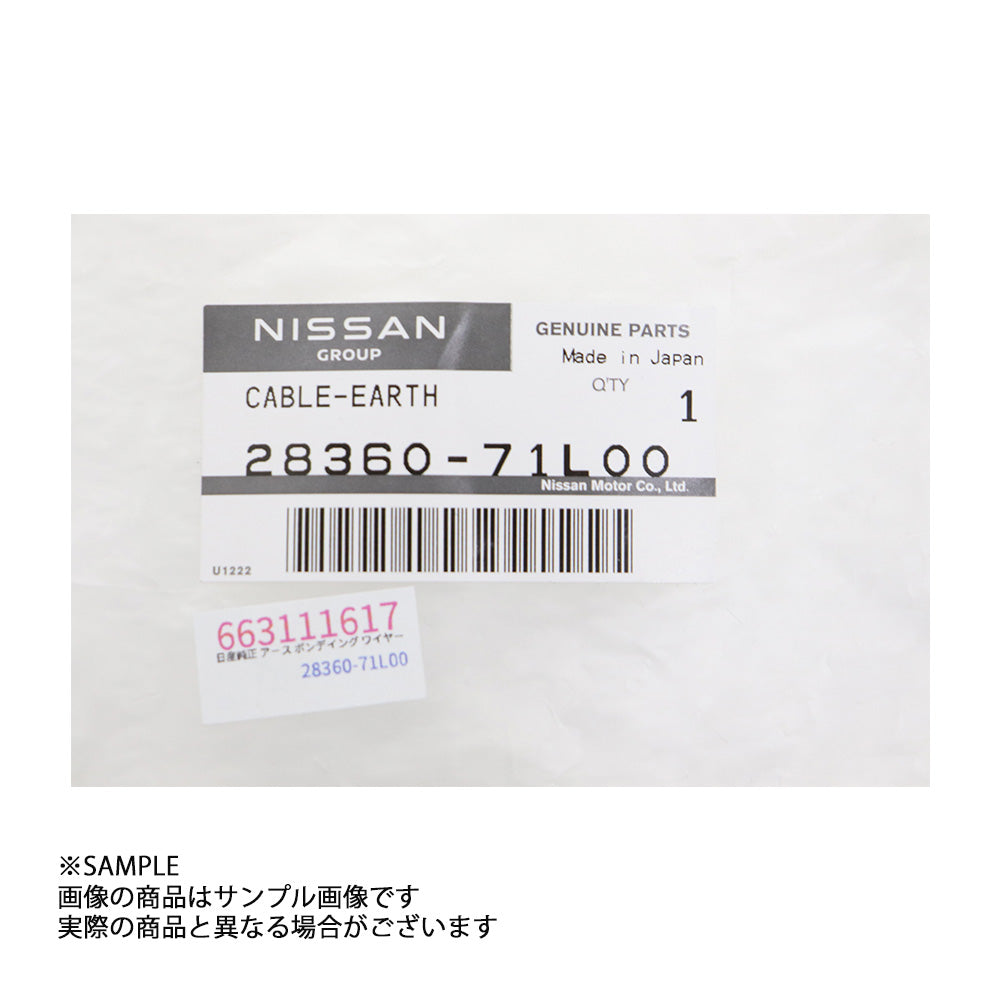 NISSAN
GROUP
GENUINE PARTS
Made in Japan
Q'TY
1
CABLE-EARTH
28360-71L00
Nissan Motor Co., Ltd.
U1222
663111617
日産純正 アース ボンデイング ワイヤー
28360-71L00
※SAMPLE
画像の商品はサンプル画像です
実際の商品と異なる場合がございます